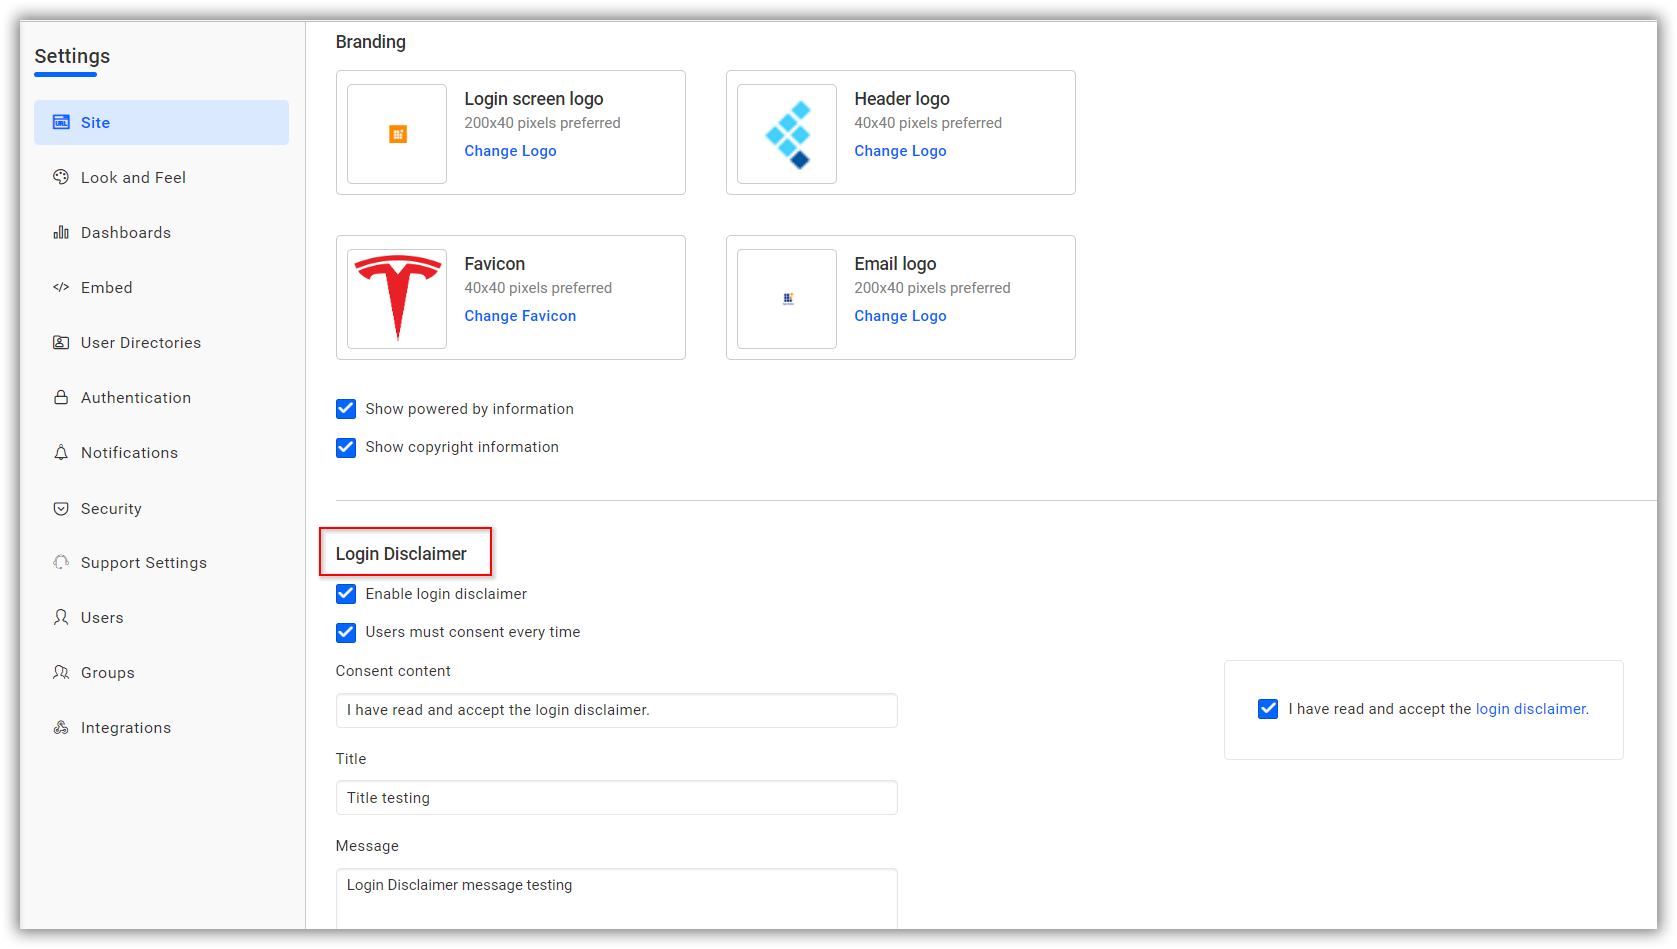 Settings
Site
Look and Feel
Dashboards
Embed
User Directories
Authentication
Notifications
Security
Support Settings
Users
Groups
Integrations
Branding
Login screen logo
200x40 pixels preferred
Change Logo
Header logo
40x40 pixels preferred
Change Logo
Favicon
40x40 pixels preferred
Change Favicon
Email logo
200x40 pixels preferred
Change Logo
Show powered by information
Show copyright information
Login Disclaimer
Enable login disclaimer
Users must consent every time
Consent content
I have read and accept the login disclaimer.
I have read and accept the login disclaimer.
Title
Title testing
Message
Login Disclaimer message testing